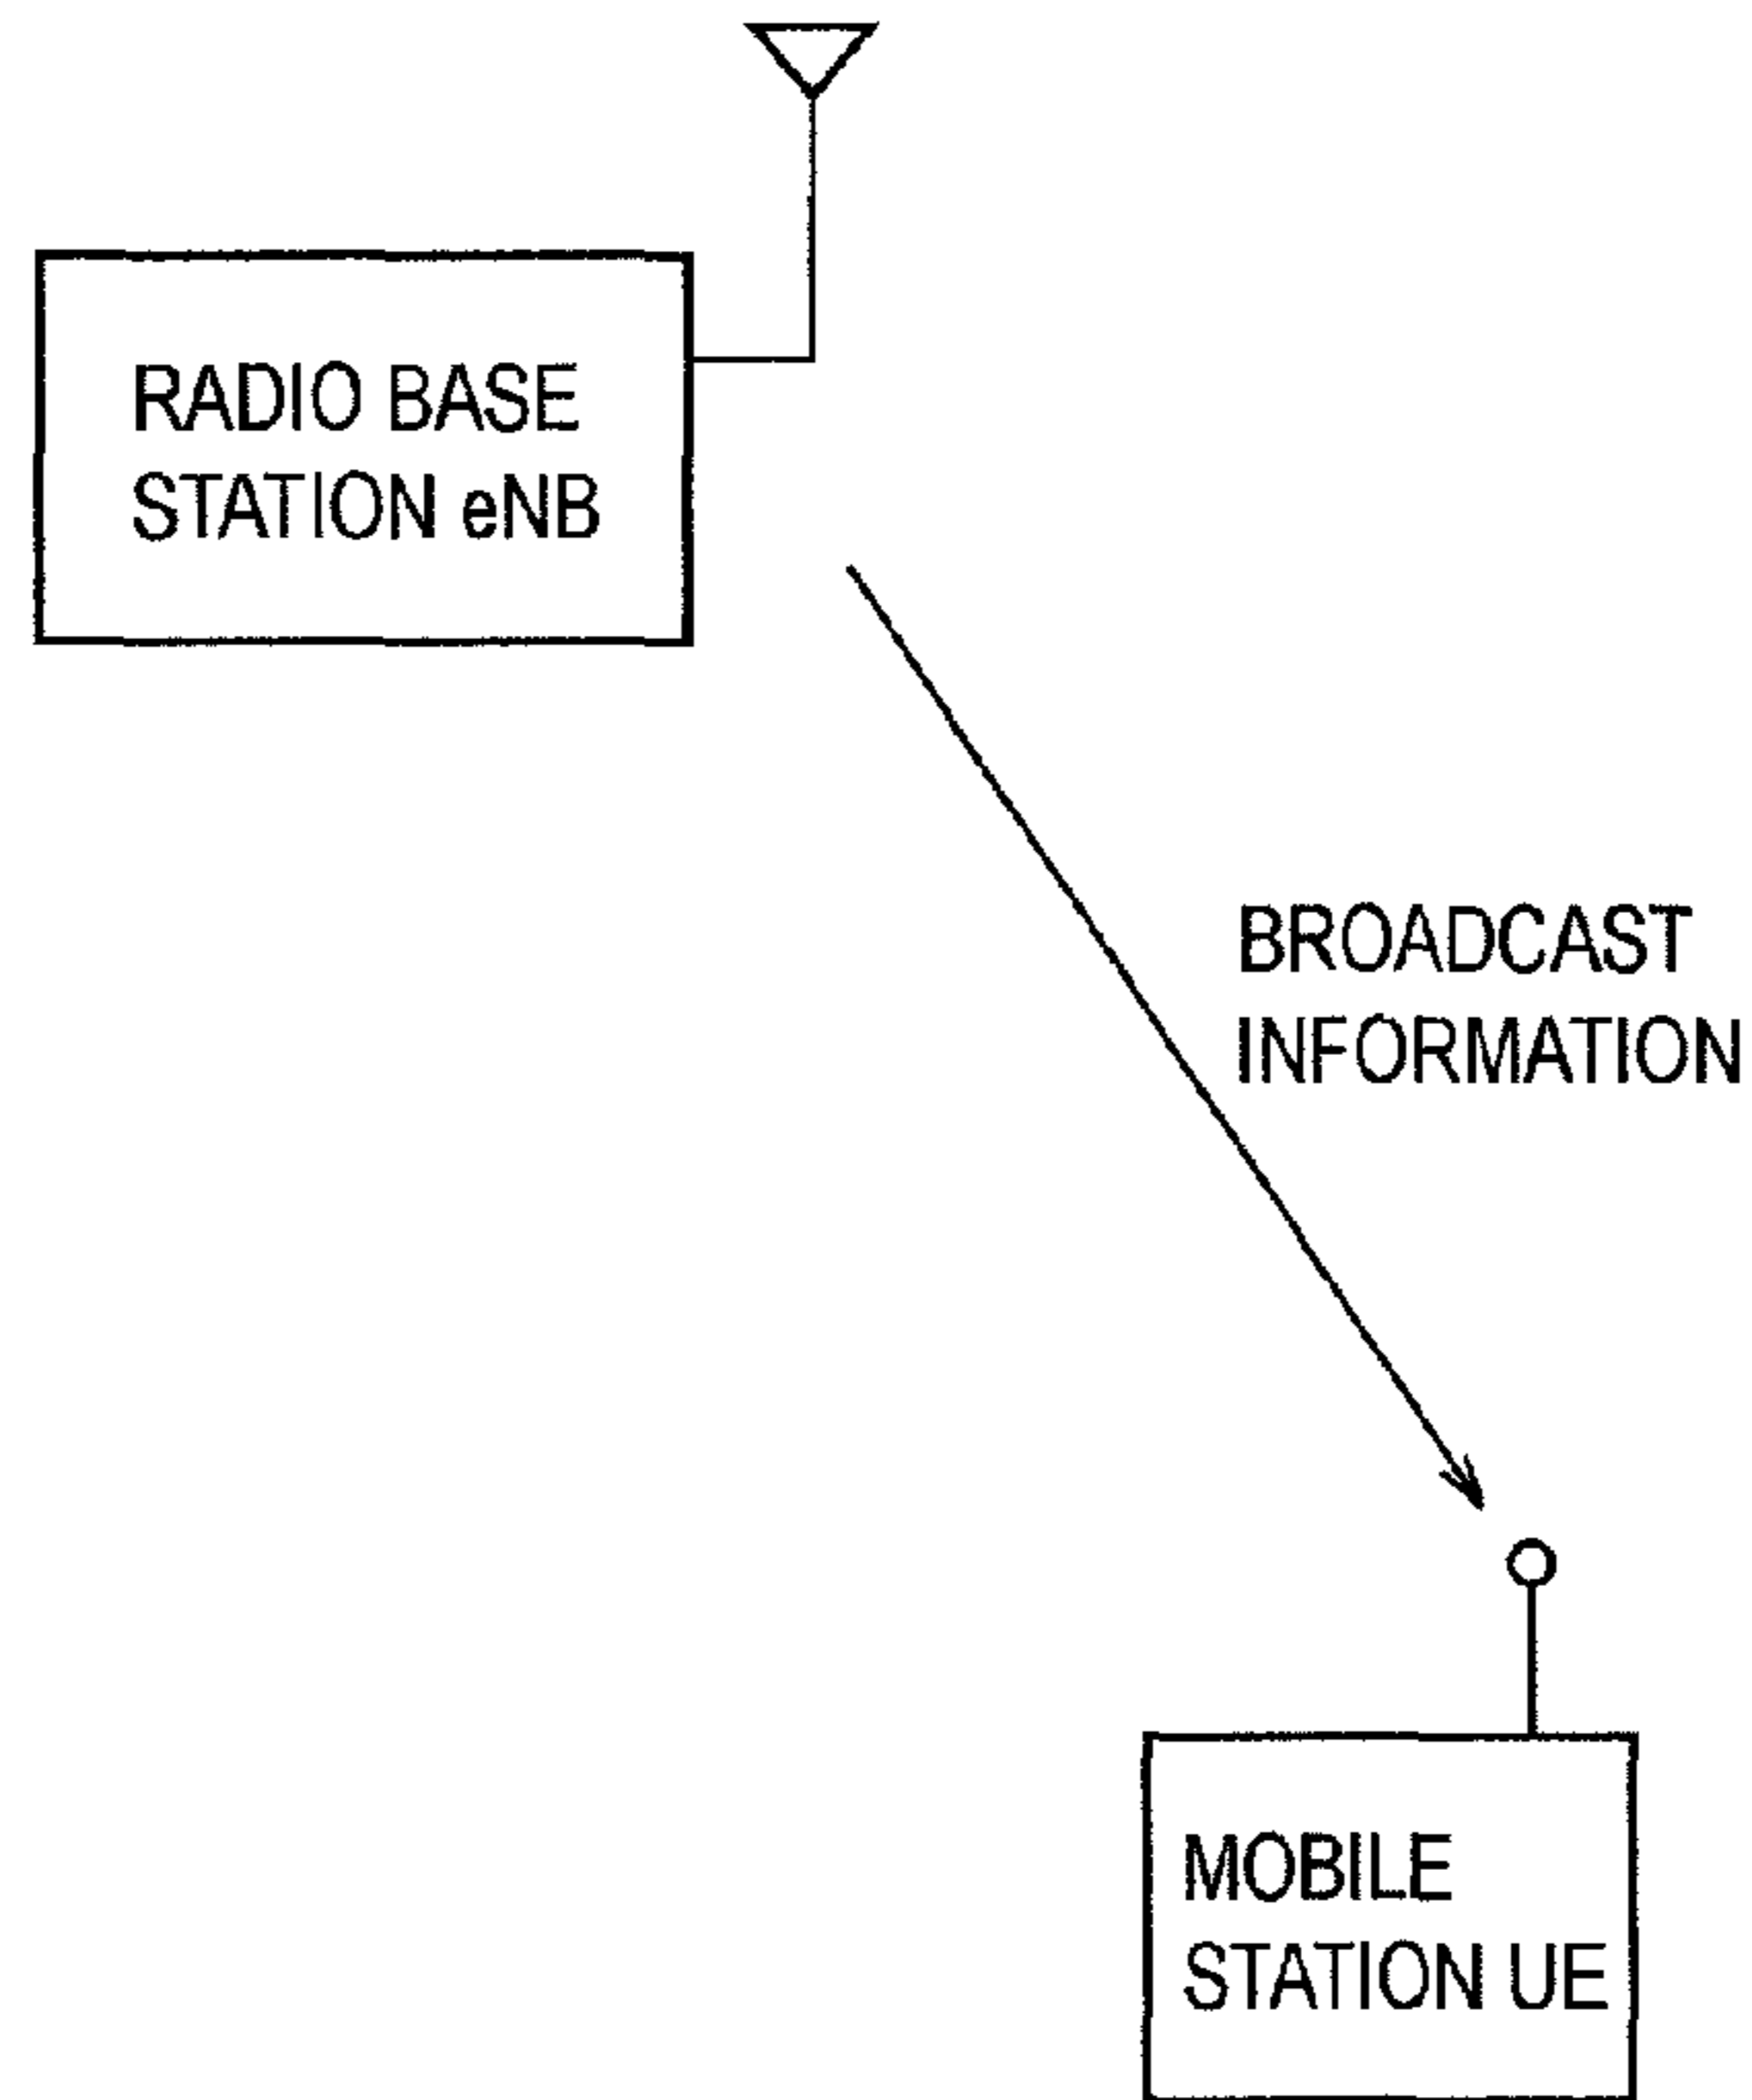 RADIO BASE
STATION eNB
BROADCAST
INFORMATION
MOBILE
STATION UE